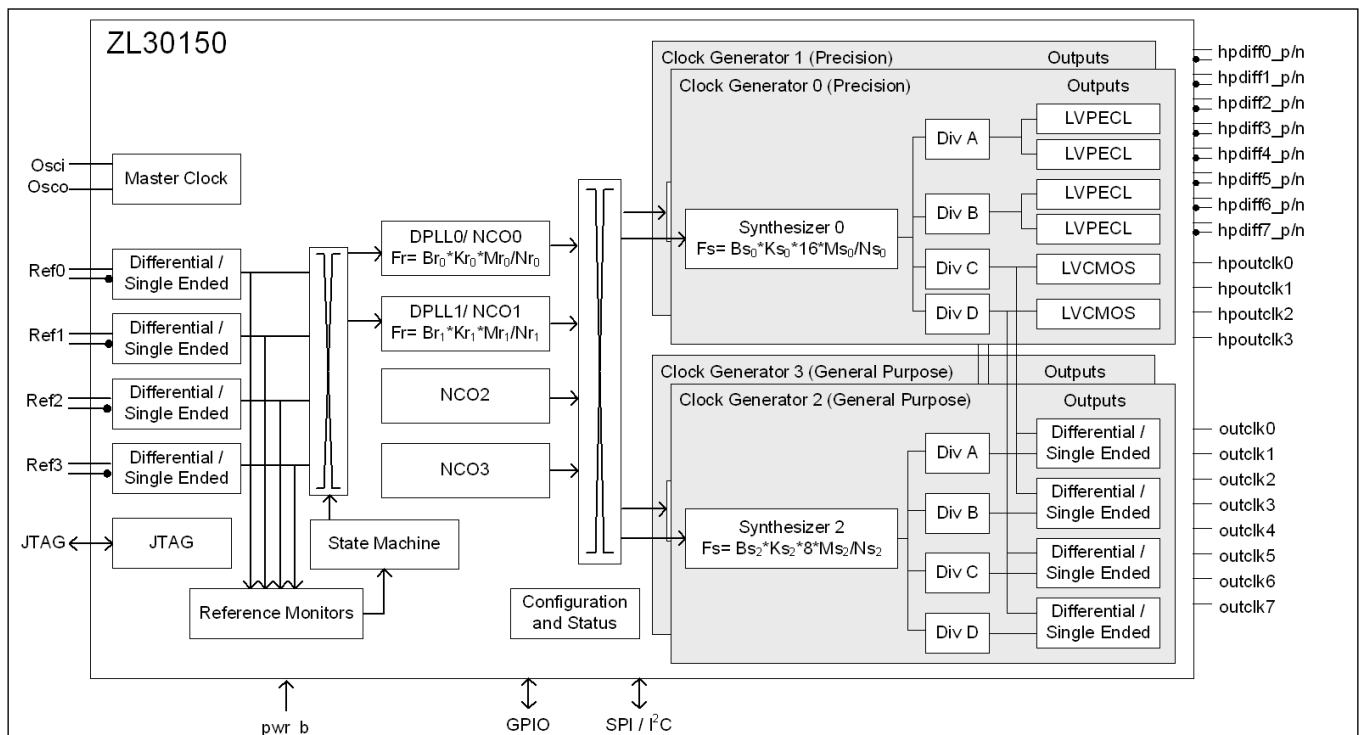 ZL30150
Osci
Osco
Master Clock
Ref0
Differential /
Single Ended
Ref1
Differential /
Single Ended
Ref2
Differential /
Single Ended
Ref3
Differential /
Single Ended
JTAG
JTAG
State Machine
Reference Monitors
DPLL0/ NCO0
Fr= Br₀*Kr₀*Mr₀/Nr₀
DPLL1/ NCO1
Fr= Br₁*Kr₁*Mr₁/Nr₁
NCO2
NCO3
Configuration
and Status
Clock Generator 1 (Precision) Outputs
Clock Generator 0 (Precision) Outputs
Synthesizer 0
Fs= Bs₀*Ks₀*16*Ms₀/Ns₀
Div A
LVPECL
LVPECL
Div B
LVPECL
LVPECL
Div C
LVCMOS
Div D
LVCMOS
Clock Generator 3 (General Purpose) Outputs
Clock Generator 2 (General Purpose) Outputs
Synthesizer 2
Fs= Bs₂*Ks₂*8*Ms₂/Ns₂
Div A
Differential /
Single Ended
Div B
Differential /
Single Ended
Div C
Differential /
Single Ended
Div D
Differential /
Single Ended
hpdiff0_p/n
hpdiff1_p/n
hpdiff2_p/n
hpdiff3_p/n
hpdiff4_p/n
hpdiff5_p/n
hpdiff6_p/n
hpdiff7_p/n
hpoutclk0
hpoutclk1
hpoutclk2
hpoutclk3
outclk0
outclk1
outclk2
outclk3
outclk4
outclk5
outclk6
outclk7
pwr_b
GPIO
SPI / I²C